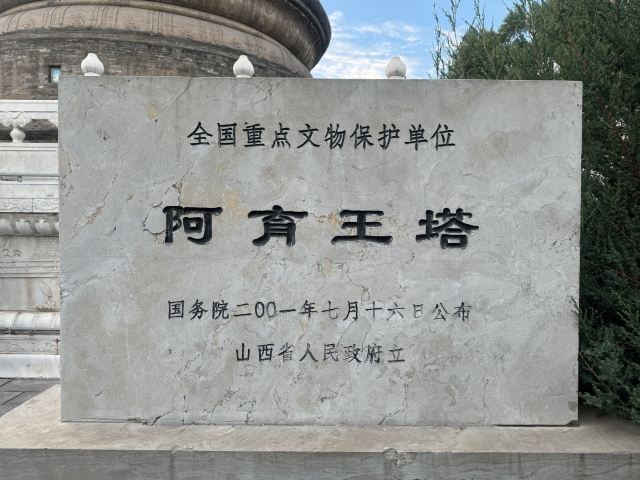 全国重点文物保护单位
阿育王塔
国务院二00一年七月十六日公布
山西省人民政府立